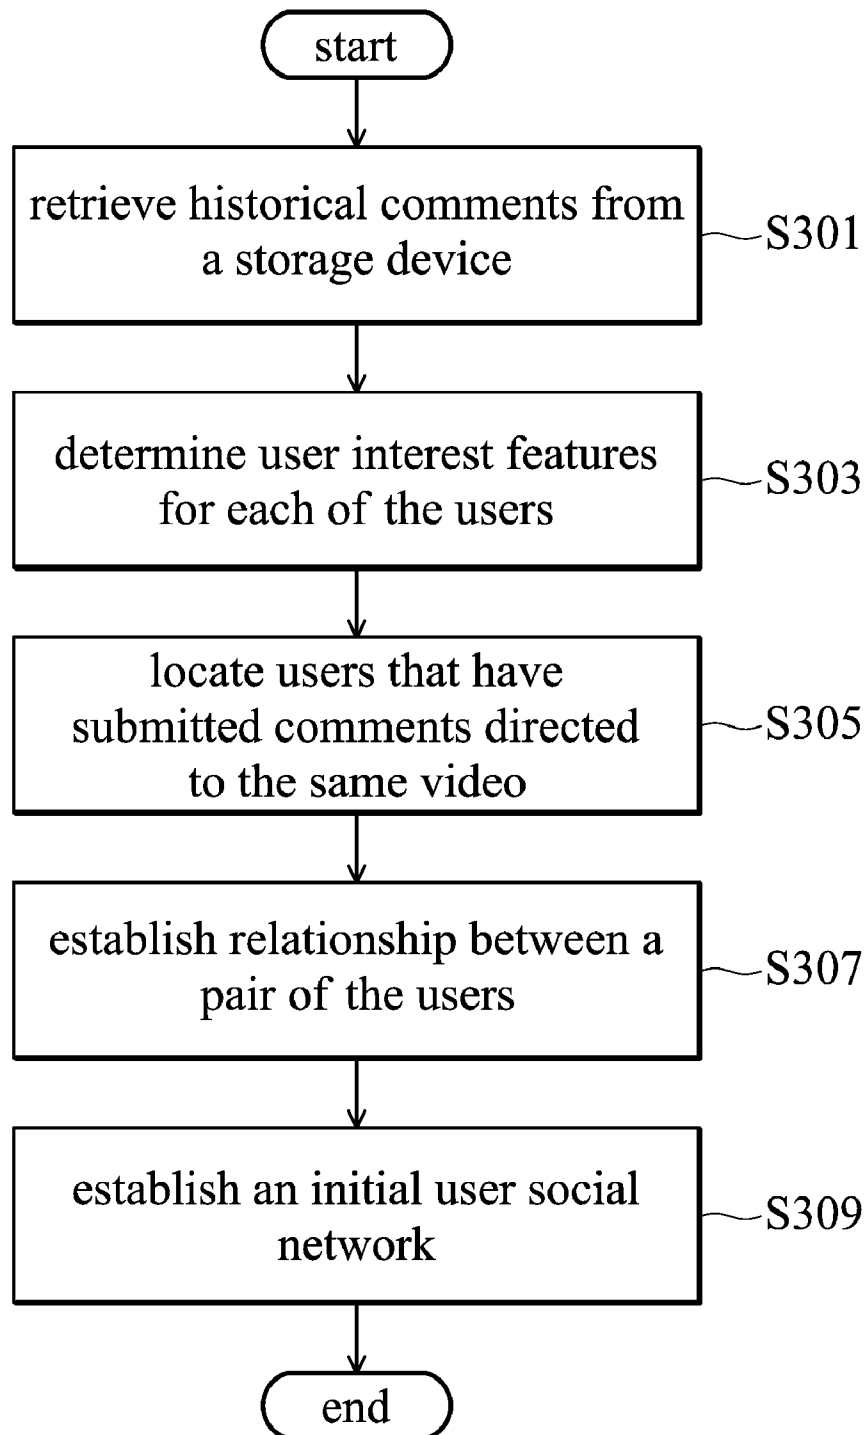 start
retrieve historical comments from
a storage device
S301
determine user interest features
for each of the users
S303
locate users that have
submitted comments directed
to the same video
S305
establish relationship between a
pair of the users
S307
establish an initial user social
network
S309
end